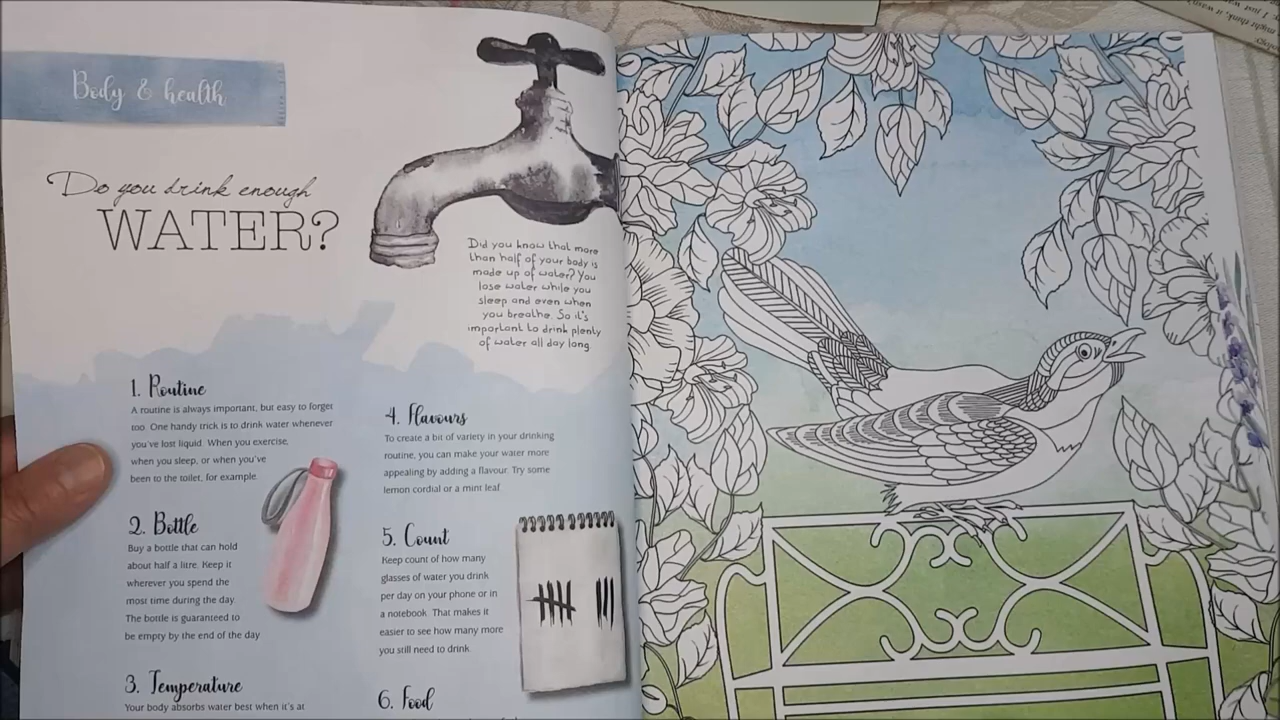 Body & health
Do you drink enough
WATER?
Did you know that more
than half of your body is
made up of water? You
lose water while you
sleep and even when
you breathe. So it's
important to drink plenty
of water all day long.
1. Routine
A routine is always important, but easy to forget
too. One handy trick is to drink water whenever
you've lost liquid. When you exercise,
when you sleep, or when you've
been to the toilet, for example.
2. Bottle
Buy a bottle that can hold
about half a litre. Keep it
wherever you spend the
most time during the day.
The bottle is guaranteed to
be empty by the end of the day
3. Temperature
Your body absorbs water best when it's at
4. Flavours
To create a bit of variety in your drinking
routine, you can make your water more
appealing by adding a flavour. Try some
lemon cordial or a mint leaf.
5. Count
Keep count of how many
glasses of water you drink
per day on your phone or in
a notebook. That makes it
easier to see how many more
you still need to drink.
6. Food